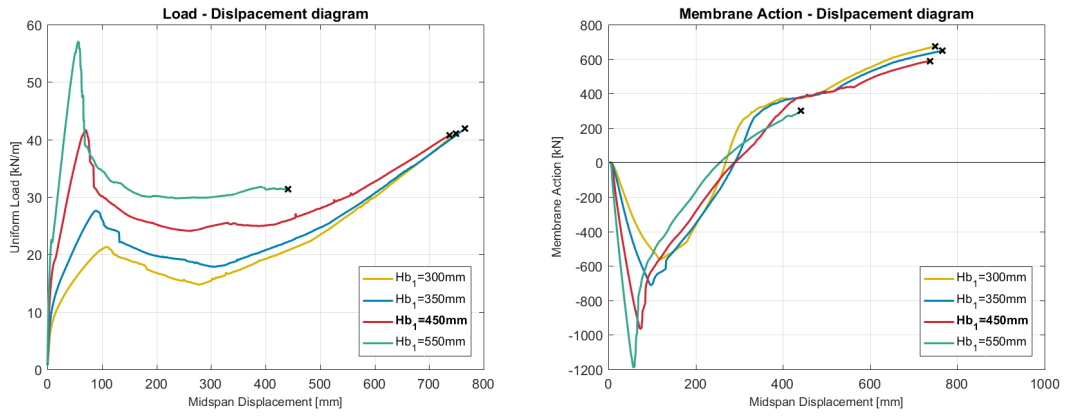 Load - Dislpacement diagram
Uniform Load [kN/m]
60
50
40
30
20
10
0
0 100 200 300 400 500 600 700 800
Midspan Displacement [mm]
Hb1=300mm
Hb1=350mm
Hb1=450mm
Hb1=550mm
Membrane Action - Dislpacement diagram
Membrane Action [kN]
800
600
400
200
0
-200
-400
-600
-800
-1000
-1200
0 200 400 600 800 1000
Midspan Displacement [mm]
Hb1=300mm
Hb1=350mm
Hb1=450mm
Hb1=550mm